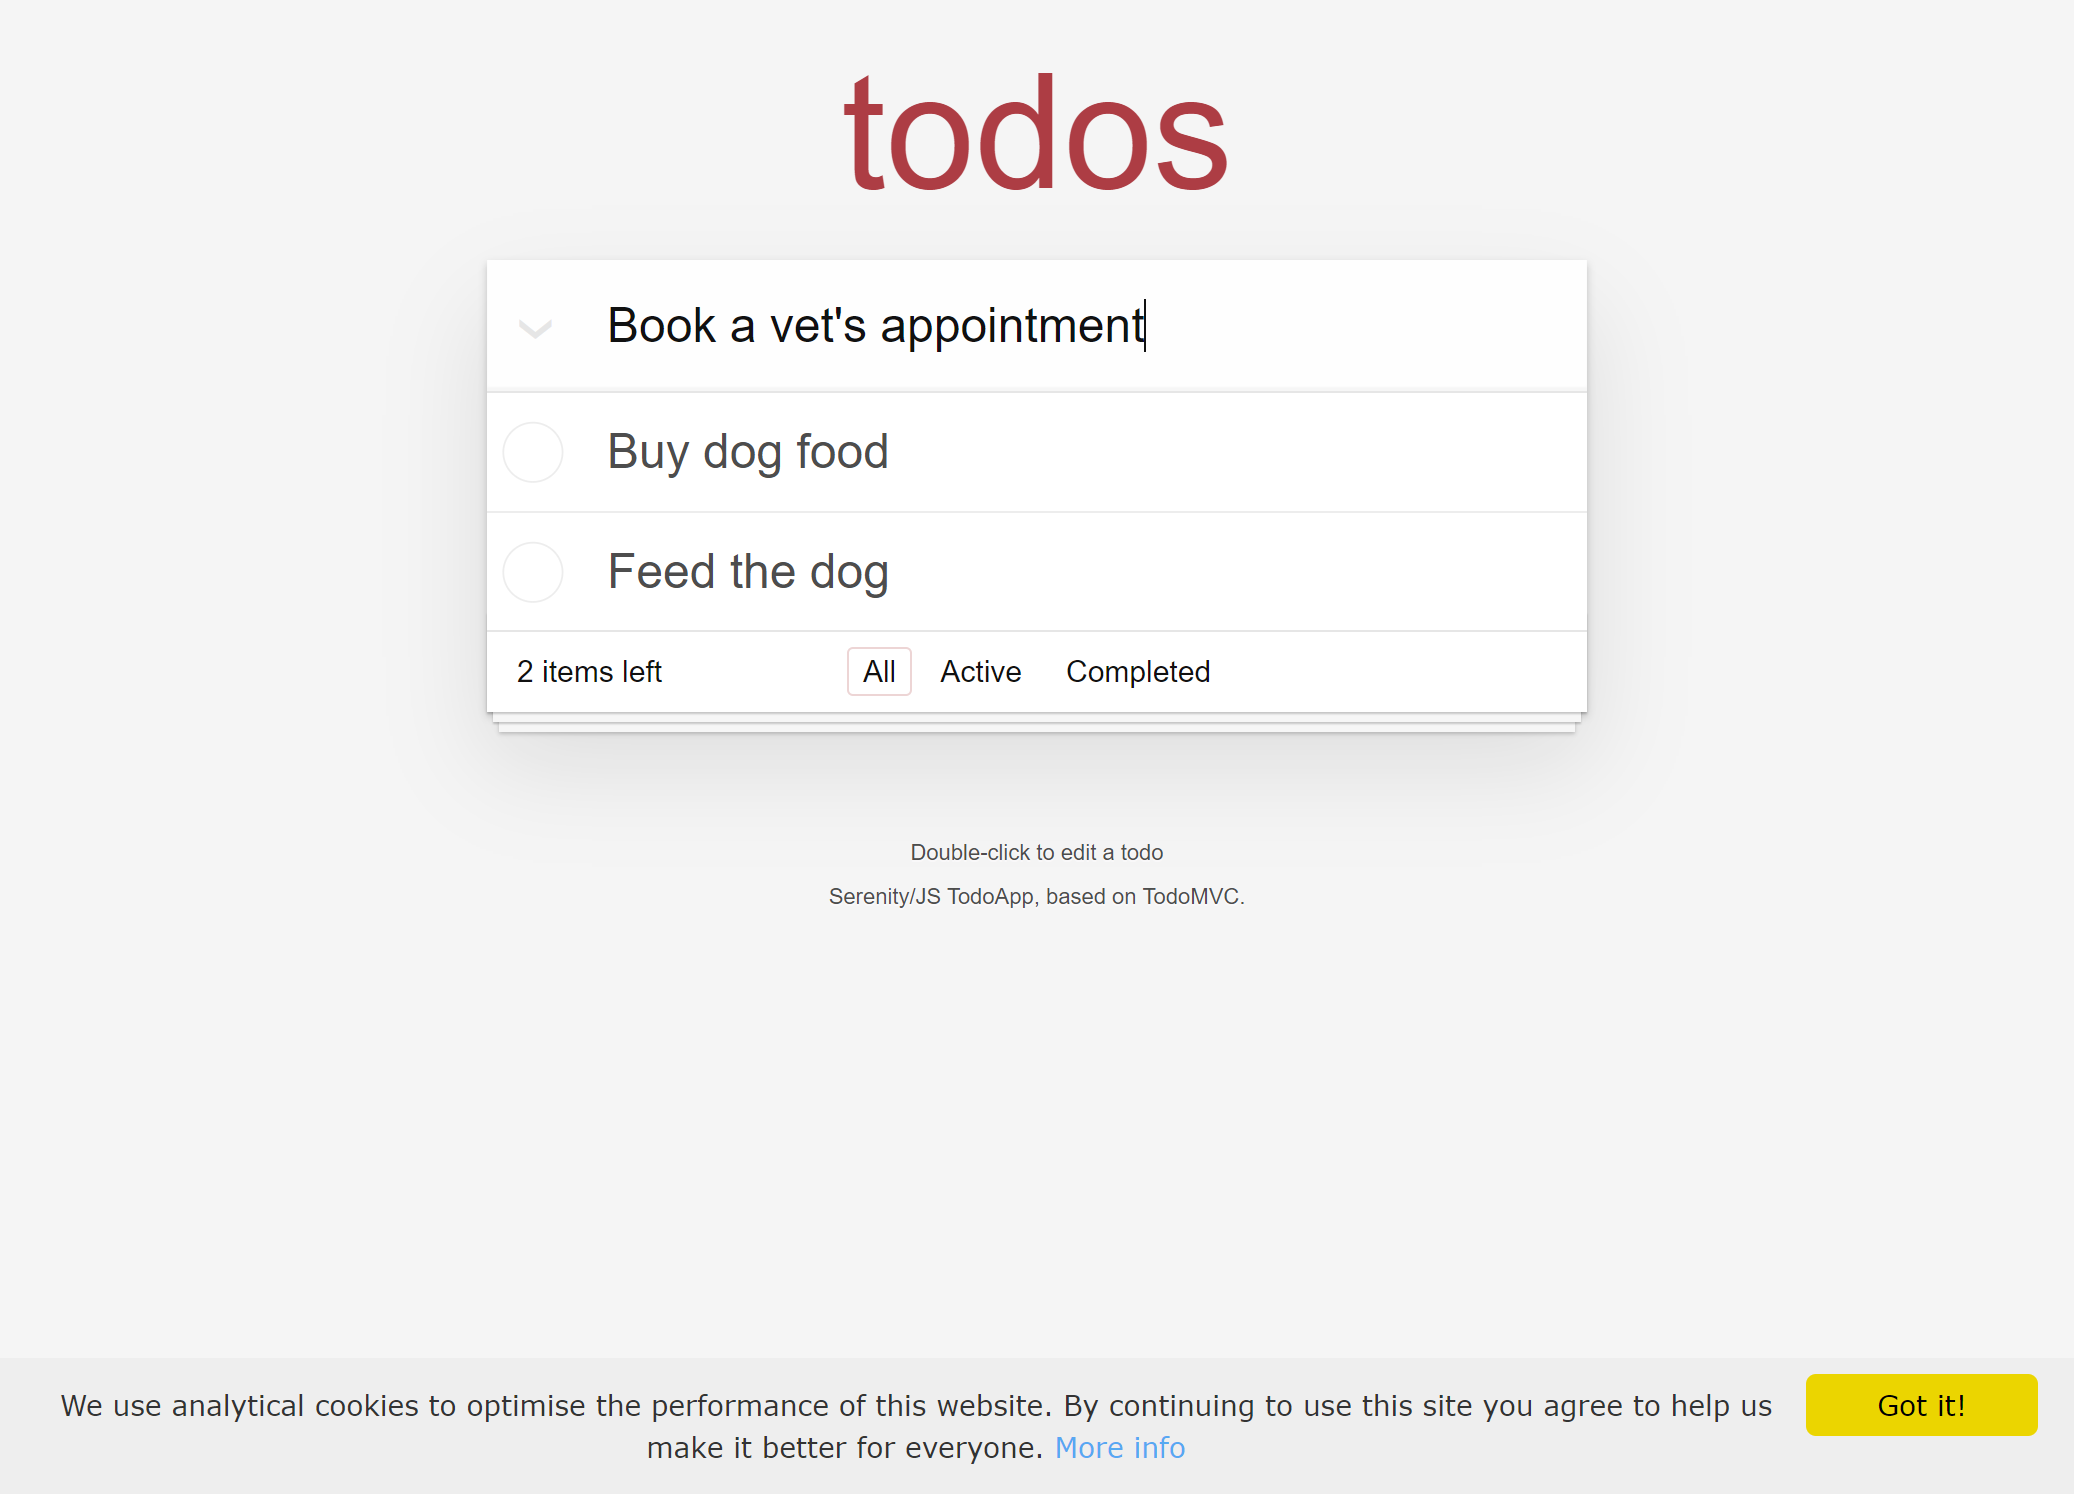 todos
Book a vet's appointment
Buy dog food
Feed the dog
2 items left All Active Completed
Double-click to edit a todo
Serenity/JS TodoApp, based on TodoMVC.
We use analytical cookies to optimise the performance of this website. By continuing to use this site you agree to help us
make it better for everyone. More info
Got it!